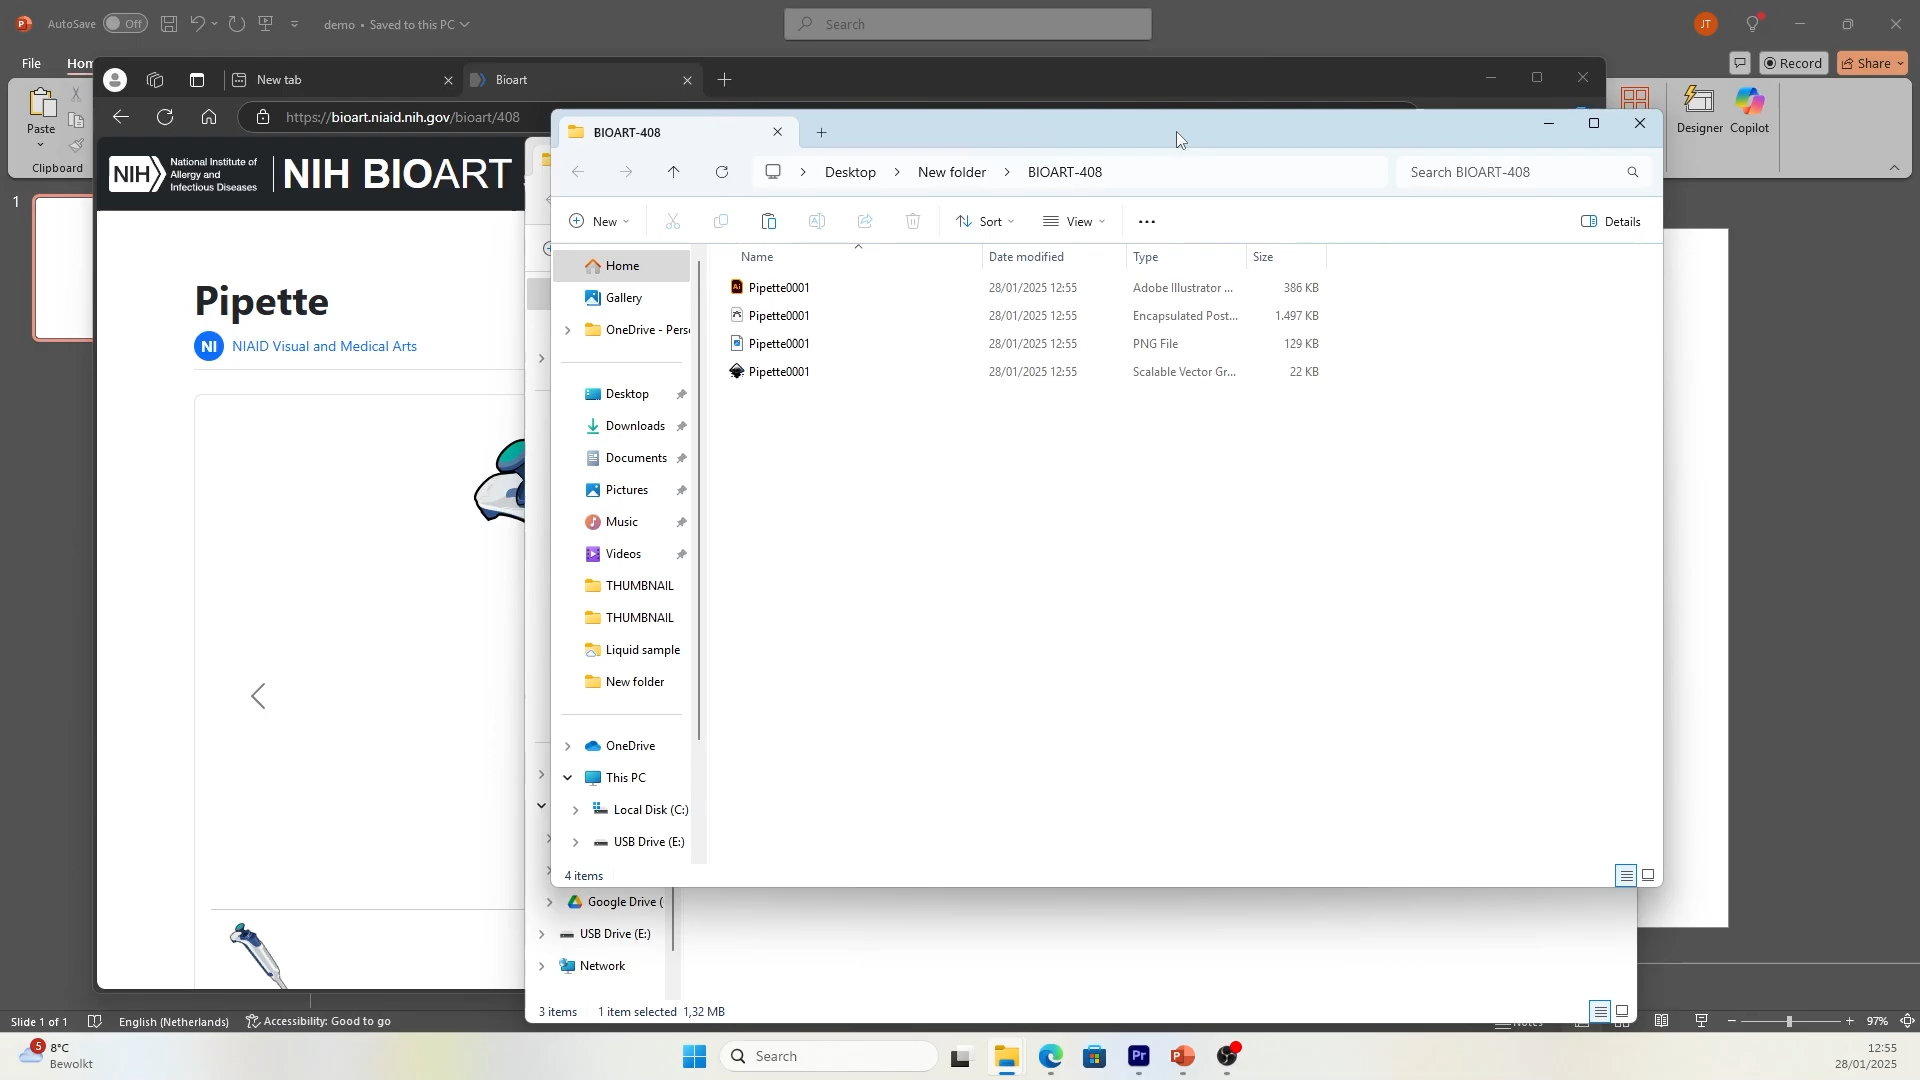 AutoSave Off demo • Saved to this PC Search JT
File Record Share
Paste Clipboard Designer Copilot
New tab Bioart
https://bioart.niaid.nih.gov/bioart/408
NIH National Institute of Allergy and Infectious Diseases NIH BIOART
1
Pipette
NI NIAID Visual and Medical Arts
BIOART-408
Desktop New folder BIOART-408 Search BIOART-408
New Sort View Details
Name Date modified Type Size
Pipette0001 28/01/2025 12:55 Adobe Illustrator ... 386 KB
Pipette0001 28/01/2025 12:55 Encapsulated Post... 1.497 KB
Pipette0001 28/01/2025 12:55 PNG File 129 KB
Pipette0001 28/01/2025 12:55 Scalable Vector Gr... 22 KB
Home
Gallery
OneDrive - Pers
Desktop
Downloads
Documents
Pictures
Music
Videos
THUMBNAIL
THUMBNAIL
Liquid sample
New folder
OneDrive
This PC
Local Disk (C:)
USB Drive (E:)
4 items
Google Drive (
USB Drive (E:)
Network
3 items 1 item selected 1,32 MB
Slide 1 of 1 English (Netherlands) Accessibility: Good to go 97%
5 8°C
Bewolkt
Search
Pr
12:55
28/01/2025